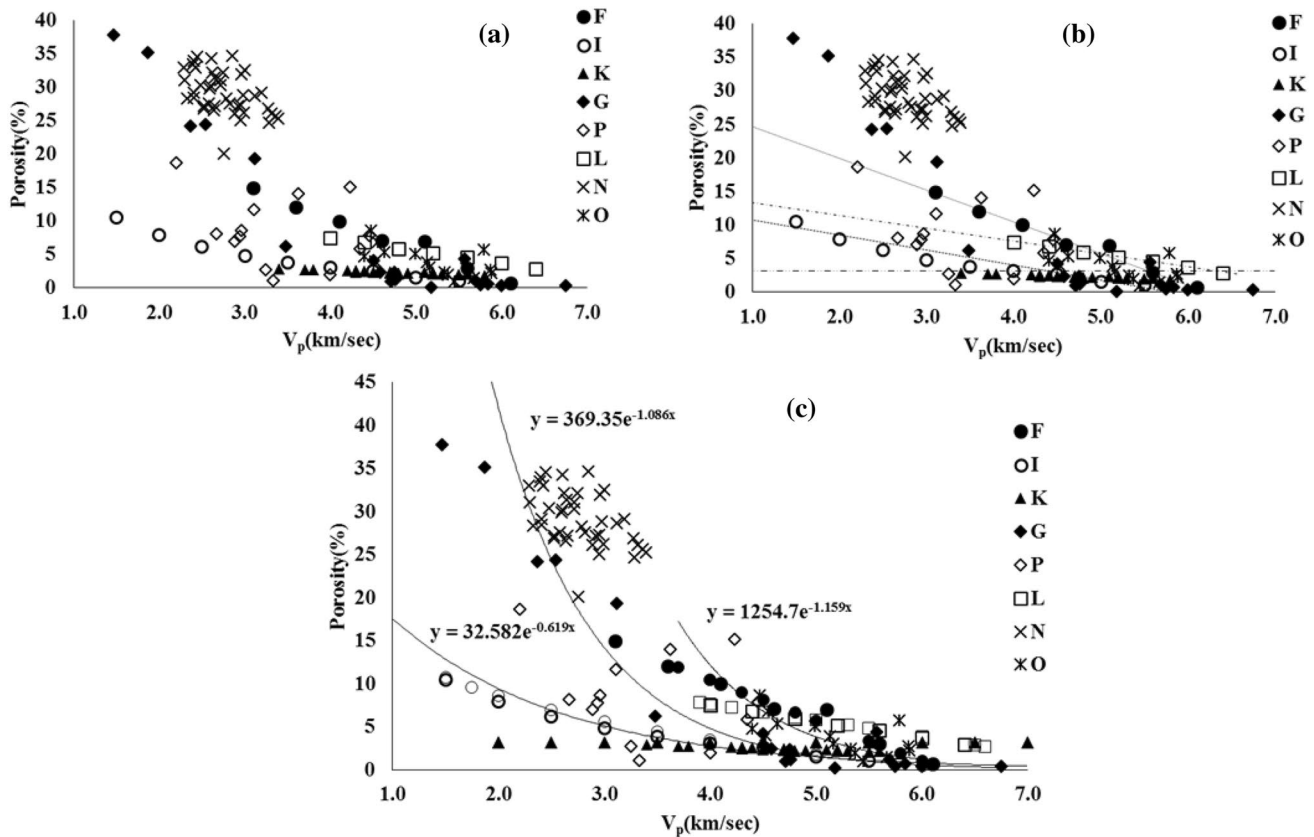 (a)
40
35
30
25
20
15
10
5
0
Porosity(%)
1.0 2.0 3.0 4.0 5.0 6.0 7.0
Vp(km/sec)
F
I
K
G
P
L
N
O
(b)
40
35
30
25
20
15
10
5
0
Porosity(%)
1.0 2.0 3.0 4.0 5.0 6.0 7.0
Vp(km/sec)
F
I
K
G
P
L
N
O
(c)
45
40
35
30
25
20
15
10
5
0
Porosity(%)
y = 369.35e^-1.086x
y = 1254.7e^-1.159x
y = 32.582e^-0.619x
1.0 2.0 3.0 4.0 5.0 6.0 7.0
Vp(km/sec)
F
I
K
G
P
L
N
O